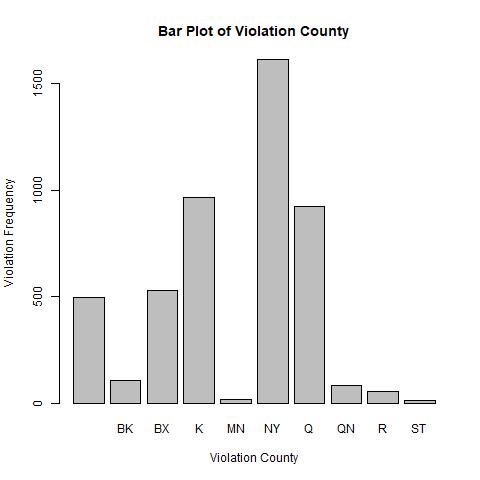 Bar Plot of Violation County
Violation Frequency
1500
1000
500
0
BK BX K MN NY Q QN R ST
Violation County